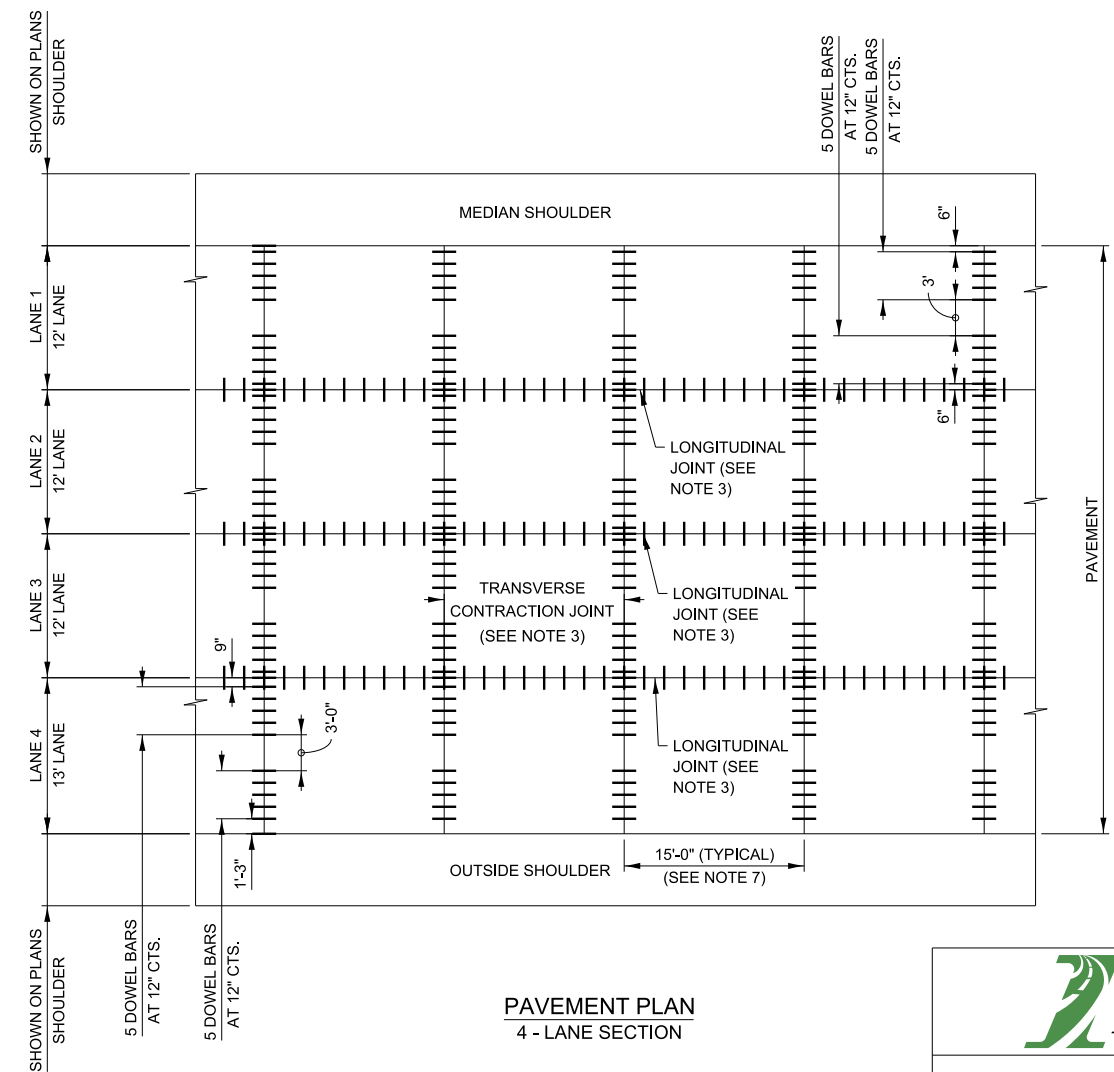 SHOWN ON PLANS
SHOULDER
5 DOWEL BARS
AT 12" CTS.
5 DOWEL BARS
AT 12" CTS.
MEDIAN SHOULDER
6"
3'
6"
LANE 1
12' LANE
LANE 2
12' LANE
LONGITUDINAL
JOINT (SEE
NOTE 3)
PAVEMENT
LANE 3
12' LANE
TRANSVERSE
CONTRACTION JOINT
(SEE NOTE 3)
LONGITUDINAL
JOINT (SEE
NOTE 3)
9"
3'-0"
LANE 4
13' LANE
LONGITUDINAL
JOINT (SEE
NOTE 3)
1'-3"
OUTSIDE SHOULDER
15'-0" (TYPICAL)
(SEE NOTE 7)
SHOWN ON PLANS
SHOULDER
5 DOWEL BARS
AT 12" CTS.
5 DOWEL BARS
AT 12" CTS.
PAVEMENT PLAN
4 - LANE SECTION